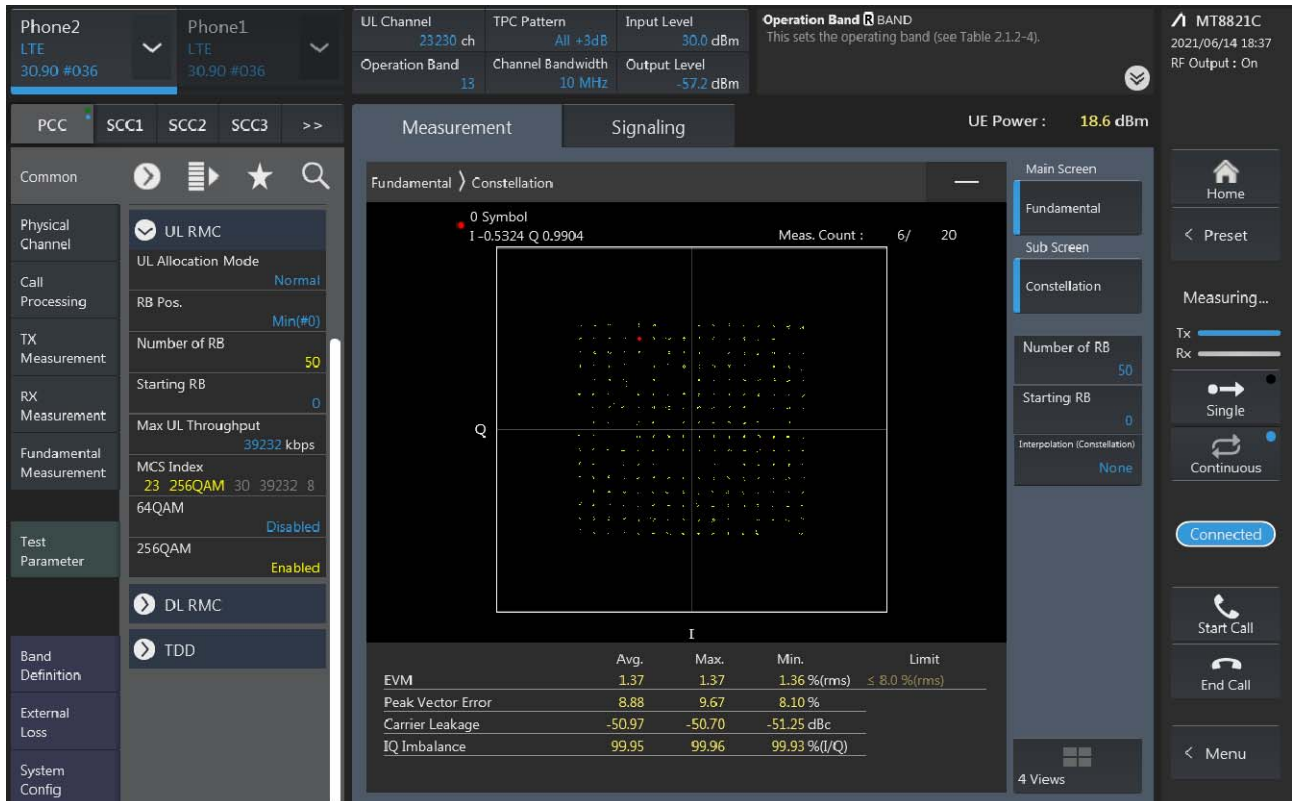 Phone2
LTE
30.90 #036
Phone1
LTE
30.90 #036
UL Channel
23230 ch
TPC Pattern
All +3dB
Input Level
30.0 dBm
Operation Band
13
Channel Bandwidth
10 MHz
Output Level
-57.2 dBm
Operation Band R BAND
This sets the operating band (see Table 2.1.2-4).
MT8821C
2021/06/14 18:37
RF Output : On
PCC SCC1 SCC2 SCC3 >>
Measurement
Signaling
UE Power : 18.6 dBm
Common
Physical
Channel
Call
Processing
TX
Measurement
RX
Measurement
Fundamental
Measurement
Test
Parameter
Band
Definition
External
Loss
System
Config
UL RMC
UL Allocation Mode
Normal
RB Pos.
Min(#0)
Number of RB
50
Starting RB
0
Max UL Throughput
39232 kbps
MCS Index
23 256QAM 30 39232 8
64QAM
Disabled
256QAM
Enabled
DL RMC
TDD
Fundamental 〉 Constellation
0 Symbol
I -0.5324 Q 0.9904
Meas. Count : 6/ 20
Q
I
Avg. Max. Min. Limit
EVM 1.37 1.37 1.36 %(rms) ≤ 8.0 %(rms)
Peak Vector Error 8.88 9.67 8.10 %
Carrier Leakage -50.97 -50.70 -51.25 dBc
IQ Imbalance 99.95 99.96 99.93 %(I/Q)
Main Screen
Fundamental
Sub Screen
Constellation
Number of RB
50
Starting RB
0
Interpolation (Constellation)
None
4 Views
Home
< Preset
Measuring...
Tx
Rx
Single
Continuous
Connected
Start Call
End Call
< Menu